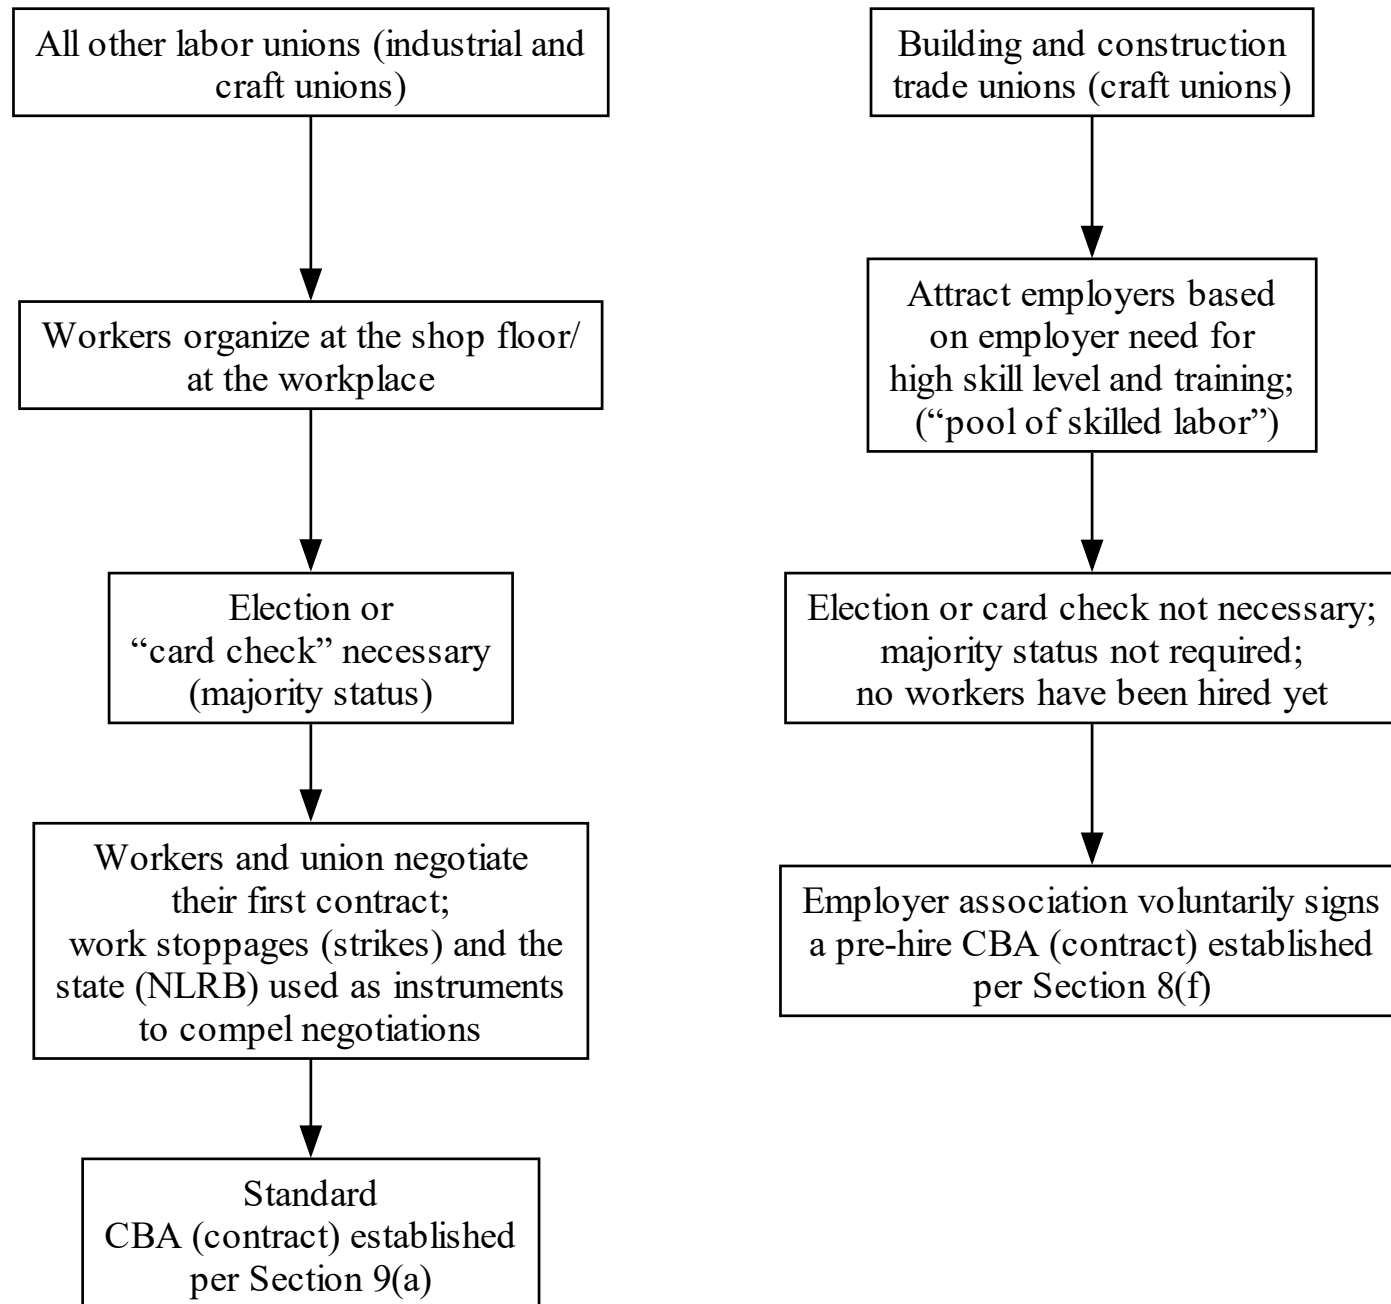 All other labor unions (industrial and
craft unions)
Workers organize at the shop floor/
at the workplace
Election or
“card check” necessary
(majority status)
Workers and union negotiate
their first contract;
work stoppages (strikes) and the
state (NLRB) used as instruments
to compel negotiations
Standard
CBA (contract) established
per Section 9(a)
Building and construction
trade unions (craft unions)
Attract employers based
on employer need for
high skill level and training;
(“pool of skilled labor”)
Election or card check not necessary;
majority status not required;
no workers have been hired yet
Employer association voluntarily signs
a pre-hire CBA (contract) established
per Section 8(f)